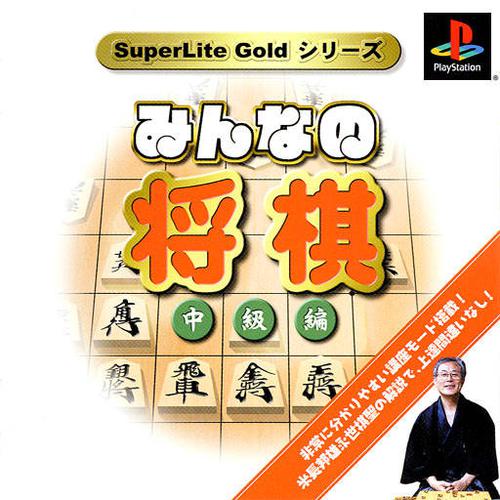 SuperLite Gold シリーズ
PlayStation
みんなの
将棋
中級編
飛車
非常に分かりやすい講座モード搭載！
米長邦雄永世棋聖の解説で、上達間違いなし！